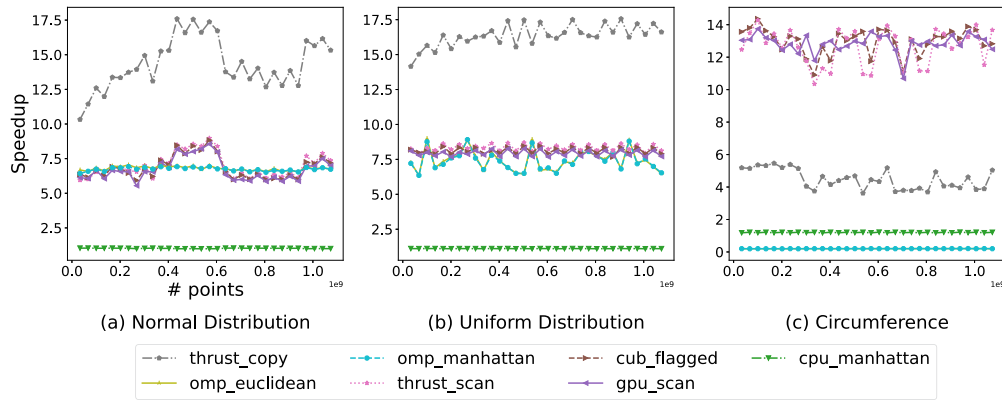 17.5
15.0
12.5
10.0
7.5
5.0
2.5
Speedup
0.0 0.2 0.4 0.6 0.8 1.0
1e9
# points
(a) Normal Distribution
17.5
15.0
12.5
10.0
7.5
5.0
2.5
0.0 0.2 0.4 0.6 0.8 1.0
1e9
(b) Uniform Distribution
14
12
10
8
6
4
2
0
0.0 0.2 0.4 0.6 0.8 1.0
1e9
(c) Circumference
thrust_copy omp_manhattan cub_flagged cpu_manhattan
omp_euclidean thrust_scan gpu_scan